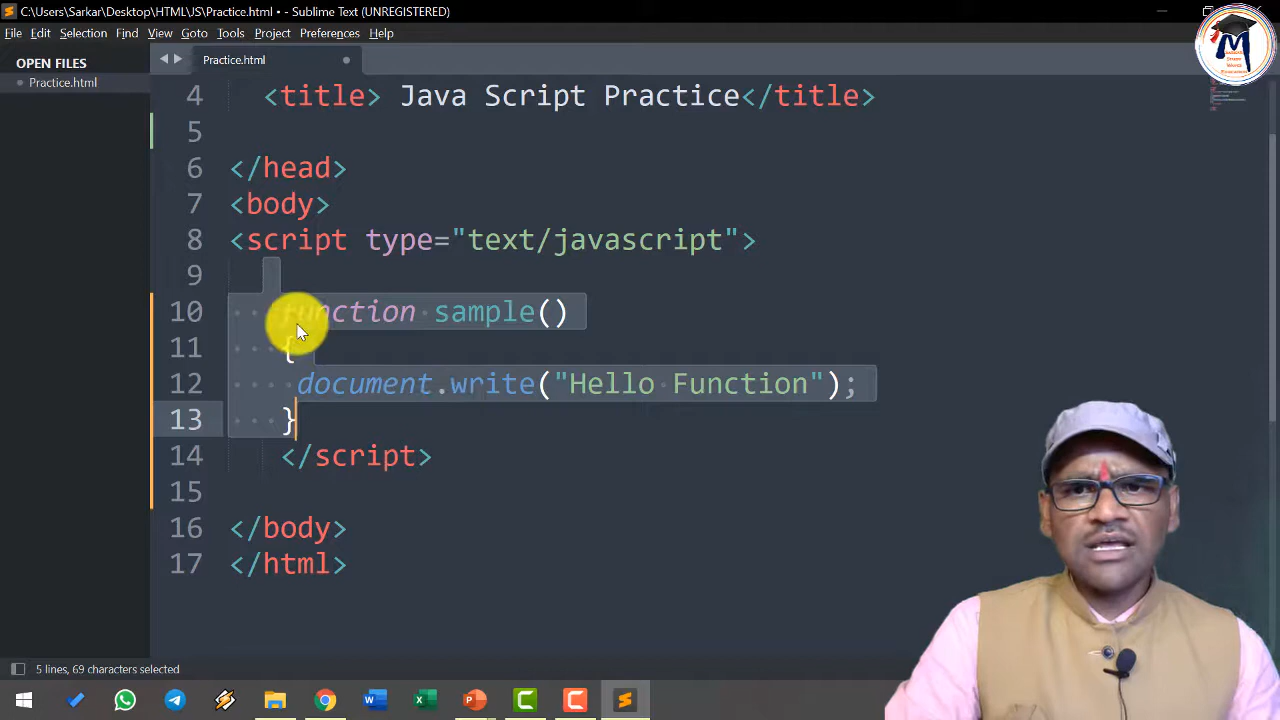 C:\Users\Sarkar\Desktop\HTML\JS\Practice.html • - Sublime Text (UNREGISTERED)
File Edit Selection Find View Goto Tools Project Preferences Help
OPEN FILES
Practice.html
Practice.html
4 <title> Java Script Practice</title>
5
6 </head>
7 <body>
8 <script type="text/javascript">
9
10 function sample()
11 {
12 document.write("Hello Function");
13 }
14 </script>
15
16 </body>
17 </html>
M
5 lines, 69 characters selected